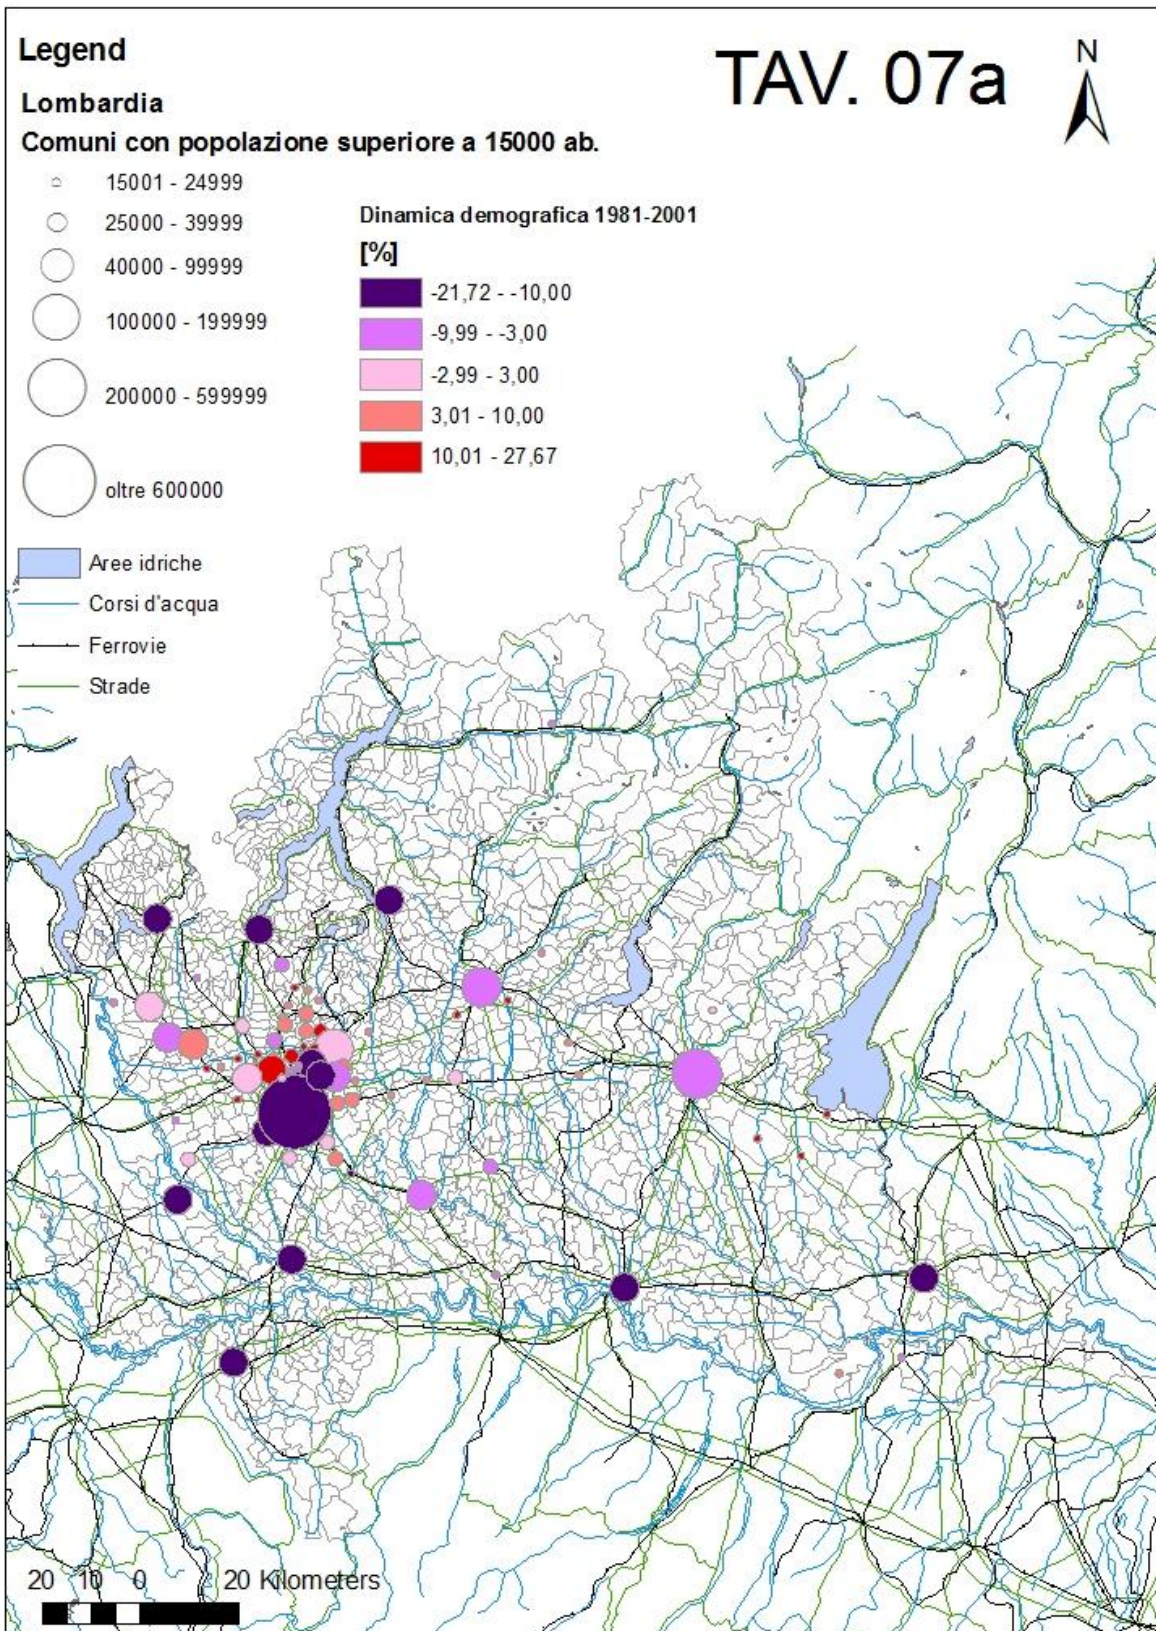 Legend
TAV. 07a
N
Lombardia
Comuni con popolazione superiore a 15000 ab.
15001 - 24999
25000 - 39999
40000 - 99999
100000 - 199999
200000 - 599999
oltre 600000
Dinamica demografica 1981-2001
[%]
-21,72 - -10,00
-9,99 - -3,00
-2,99 - 3,00
3,01 - 10,00
10,01 - 27,67
Aree idriche
Corsi d'acqua
Ferrovie
Strade
20 10 0 20 Kilometers